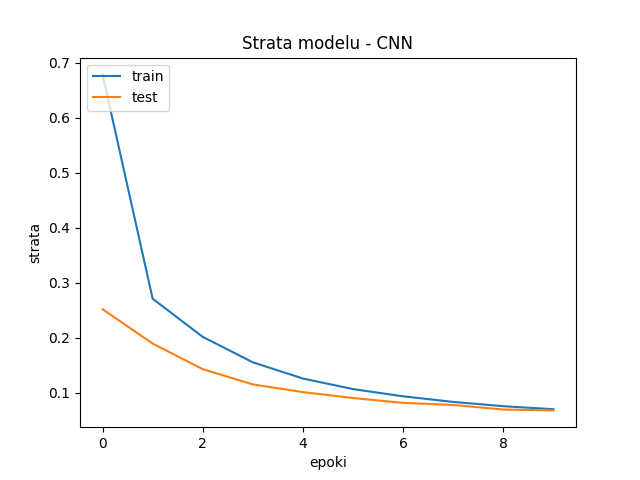 Strata modelu - CNN
train
test
strata
0.7
0.6
0.5
0.4
0.3
0.2
0.1
0 2 4 6 8
epoki